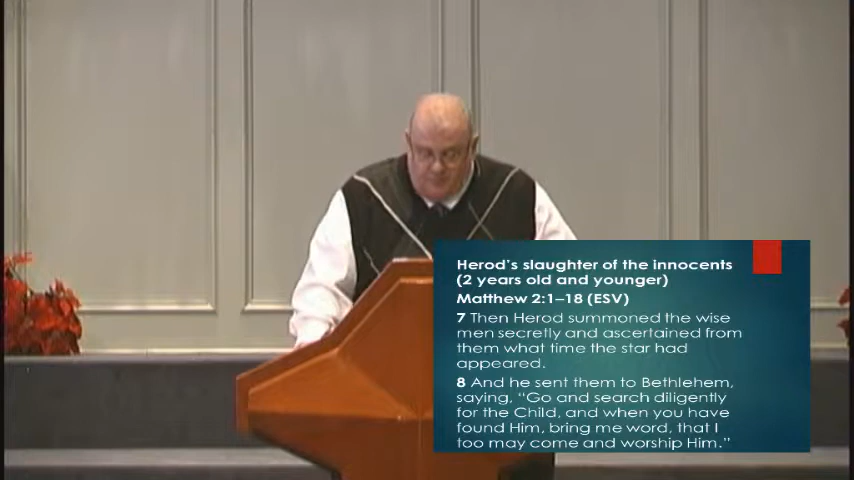 Herod's slaughter of the innocents
(2 years old and younger)
Matthew 2:1–18 (ESV)
7 Then Herod summoned the wise
men secretly and ascertained from
them what time the star had
appeared.
8 And he sent them to Bethlehem,
saying, “Go and search diligently
for the Child, and when you have
found Him, bring me word, that I
too may come and worship Him.”